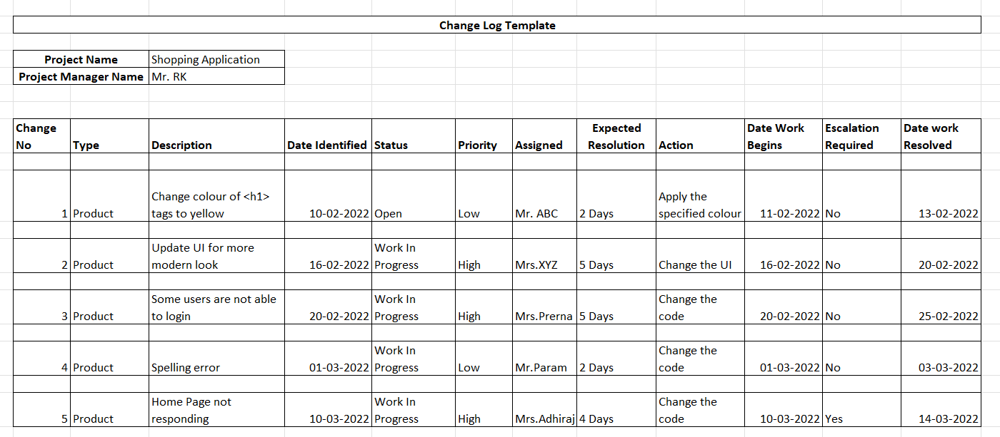 Change Log Template
Project Name Shopping Application
Project Manager Name Mr. RK
Change No Type Description Date Identified Status Priority Assigned Expected Resolution Action Date Work Begins Escalation Required Date work Resolved
1 Product Change colour of <h1> tags to yellow 10-02-2022 Open Low Mr. ABC 2 Days Apply the specified colour 11-02-2022 No 13-02-2022
2 Product Update UI for more modern look 16-02-2022 Work In Progress High Mrs.XYZ 5 Days Change the UI 16-02-2022 No 20-02-2022
3 Product Some users are not able to login 20-02-2022 Work In Progress High Mrs.Prerna 5 Days Change the code 20-02-2022 No 25-02-2022
4 Product Spelling error 01-03-2022 Work In Progress Low Mr.Param 2 Days Change the code 01-03-2022 No 03-03-2022
5 Product Home Page not responding 10-03-2022 Work In Progress High Mrs.Adhiraj 4 Days Change the code 10-03-2022 Yes 14-03-2022